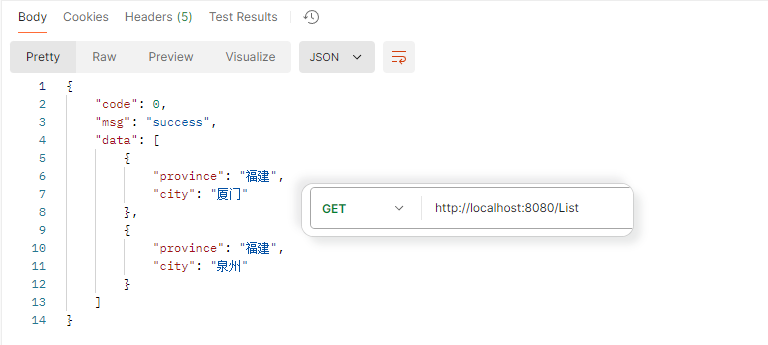 Body Cookies Headers (5) Test Results
Pretty Raw Preview Visualize JSON
1 {
2 "code": 0,
3 "msg": "success",
4 "data": [
5 {
6 "province": "福建",
7 "city": "厦门"
8 },
9 {
10 "province": "福建",
11 "city": "泉州"
12 }
13 ]
14 }
GET http://localhost:8080/List